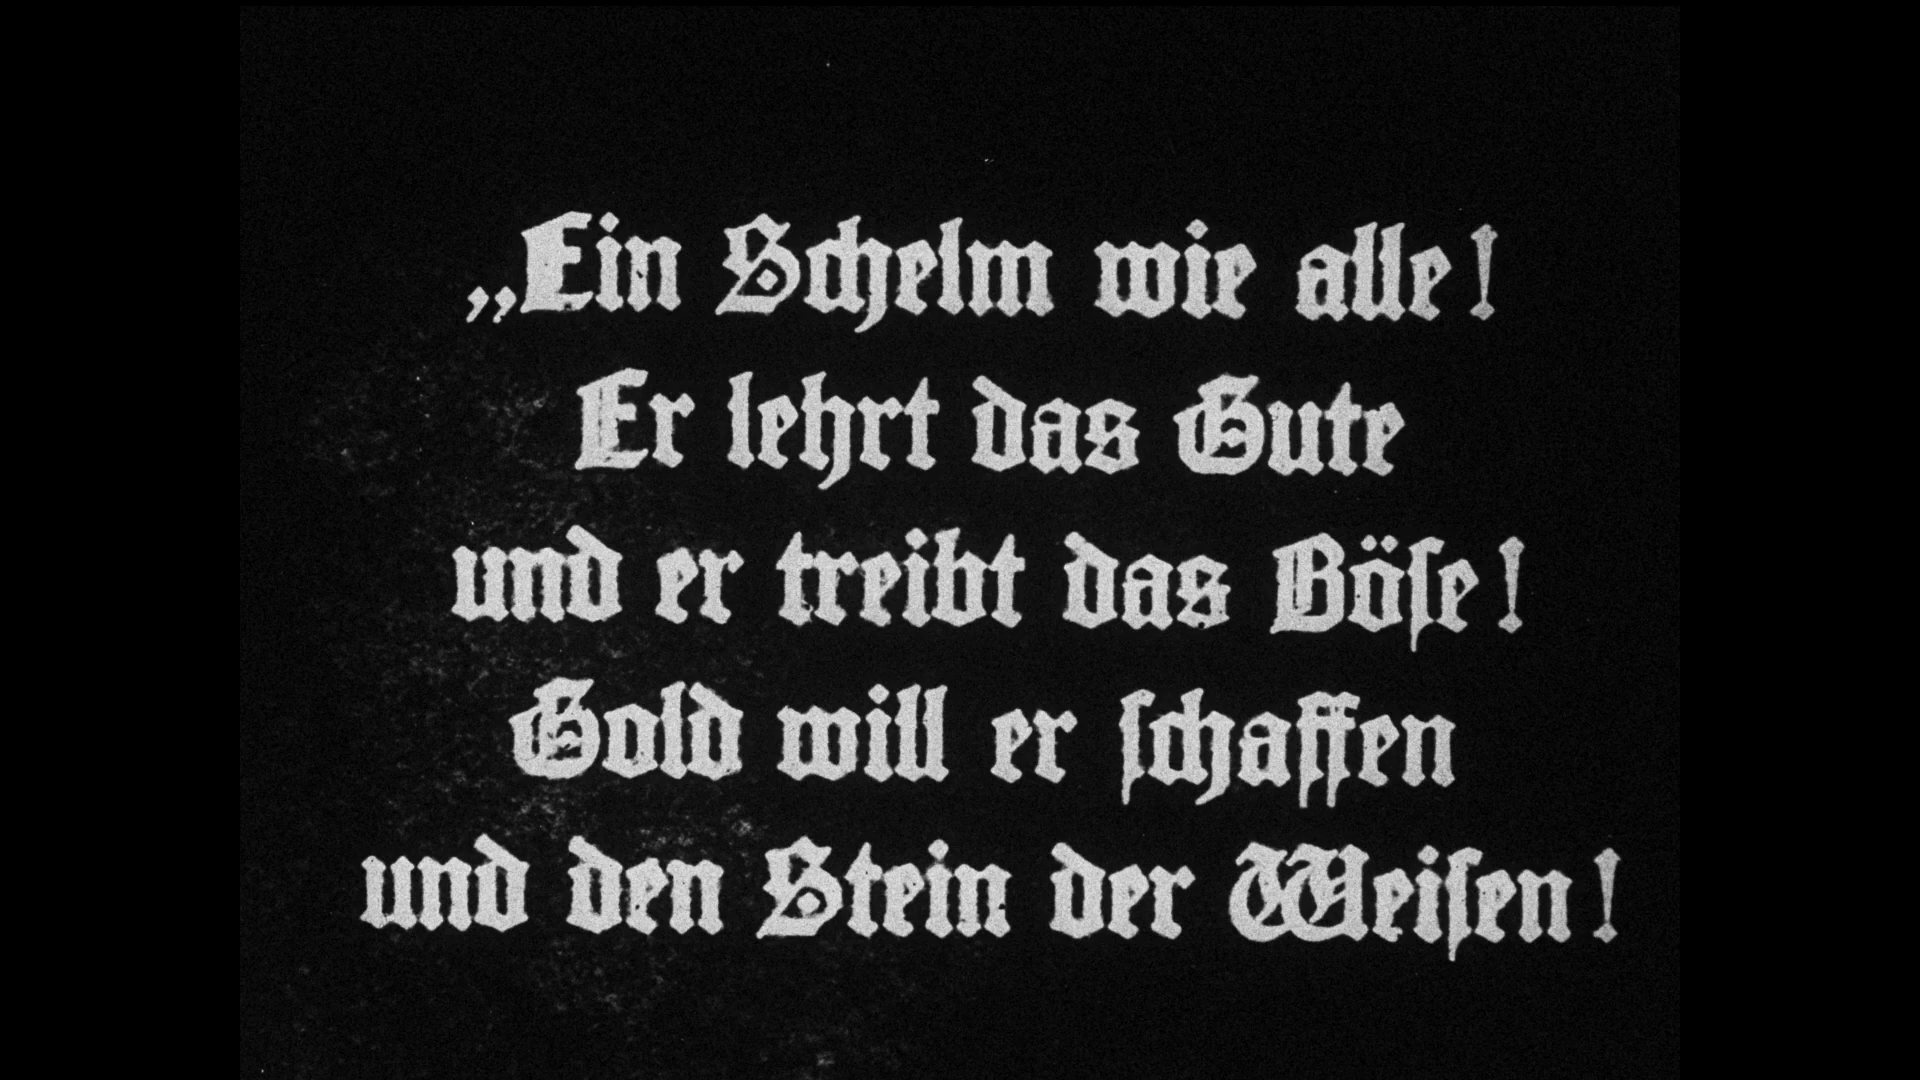 „Ein Schelm wie alle!
Er lehrt das Gute
und er treibt das Böſe!
Gold will er ſchaffen
und den Stein der Weiſen!